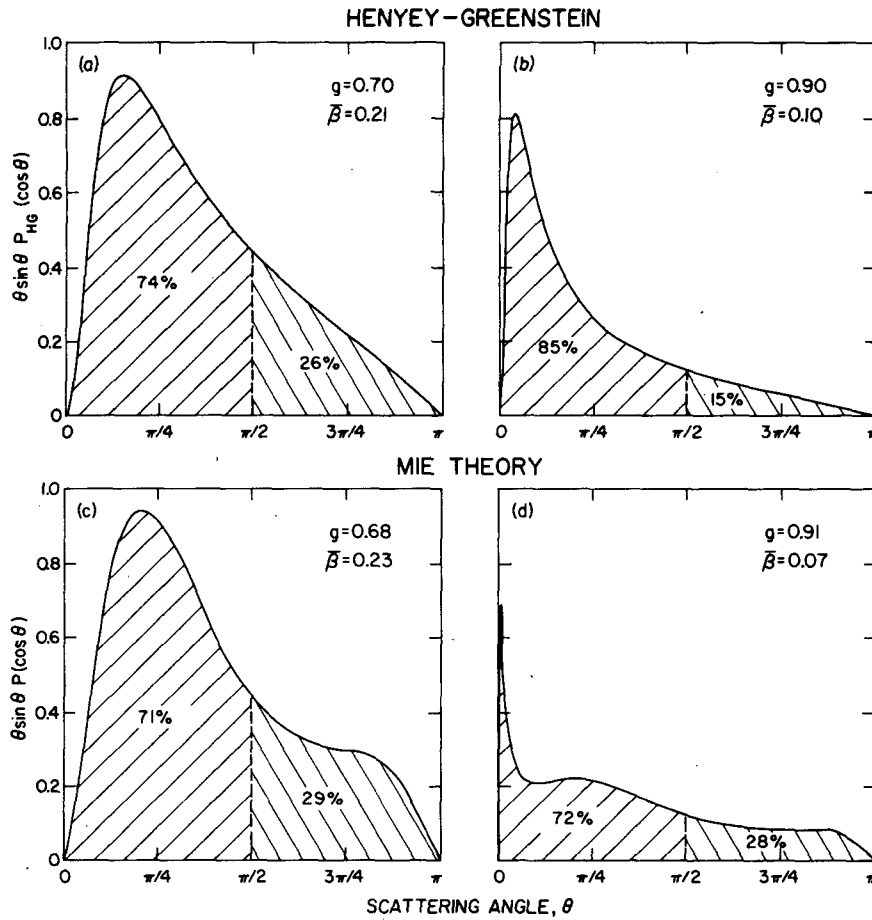 HENYEY-GREENSTEIN
(a)
g=0.70
β̅=0.21
74%
26%
θ sin θ P_HG (cos θ)
1.0
0.8
0.6
0.4
0.2
0
0 π/4 π/2 3π/4 π
(b)
g=0.90
β̅=0.10
85%
15%
0 π/4 π/2 3π/4 π
MIE THEORY
(c)
g=0.68
β̅=0.23
71%
29%
θ sin θ P(cos θ)
1.0
0.8
0.6
0.4
0.2
0
0 π/4 π/2 3π/4 π
(d)
g=0.91
β̅=0.07
72%
28%
0 π/4 π/2 3π/4 π
SCATTERING ANGLE, θ